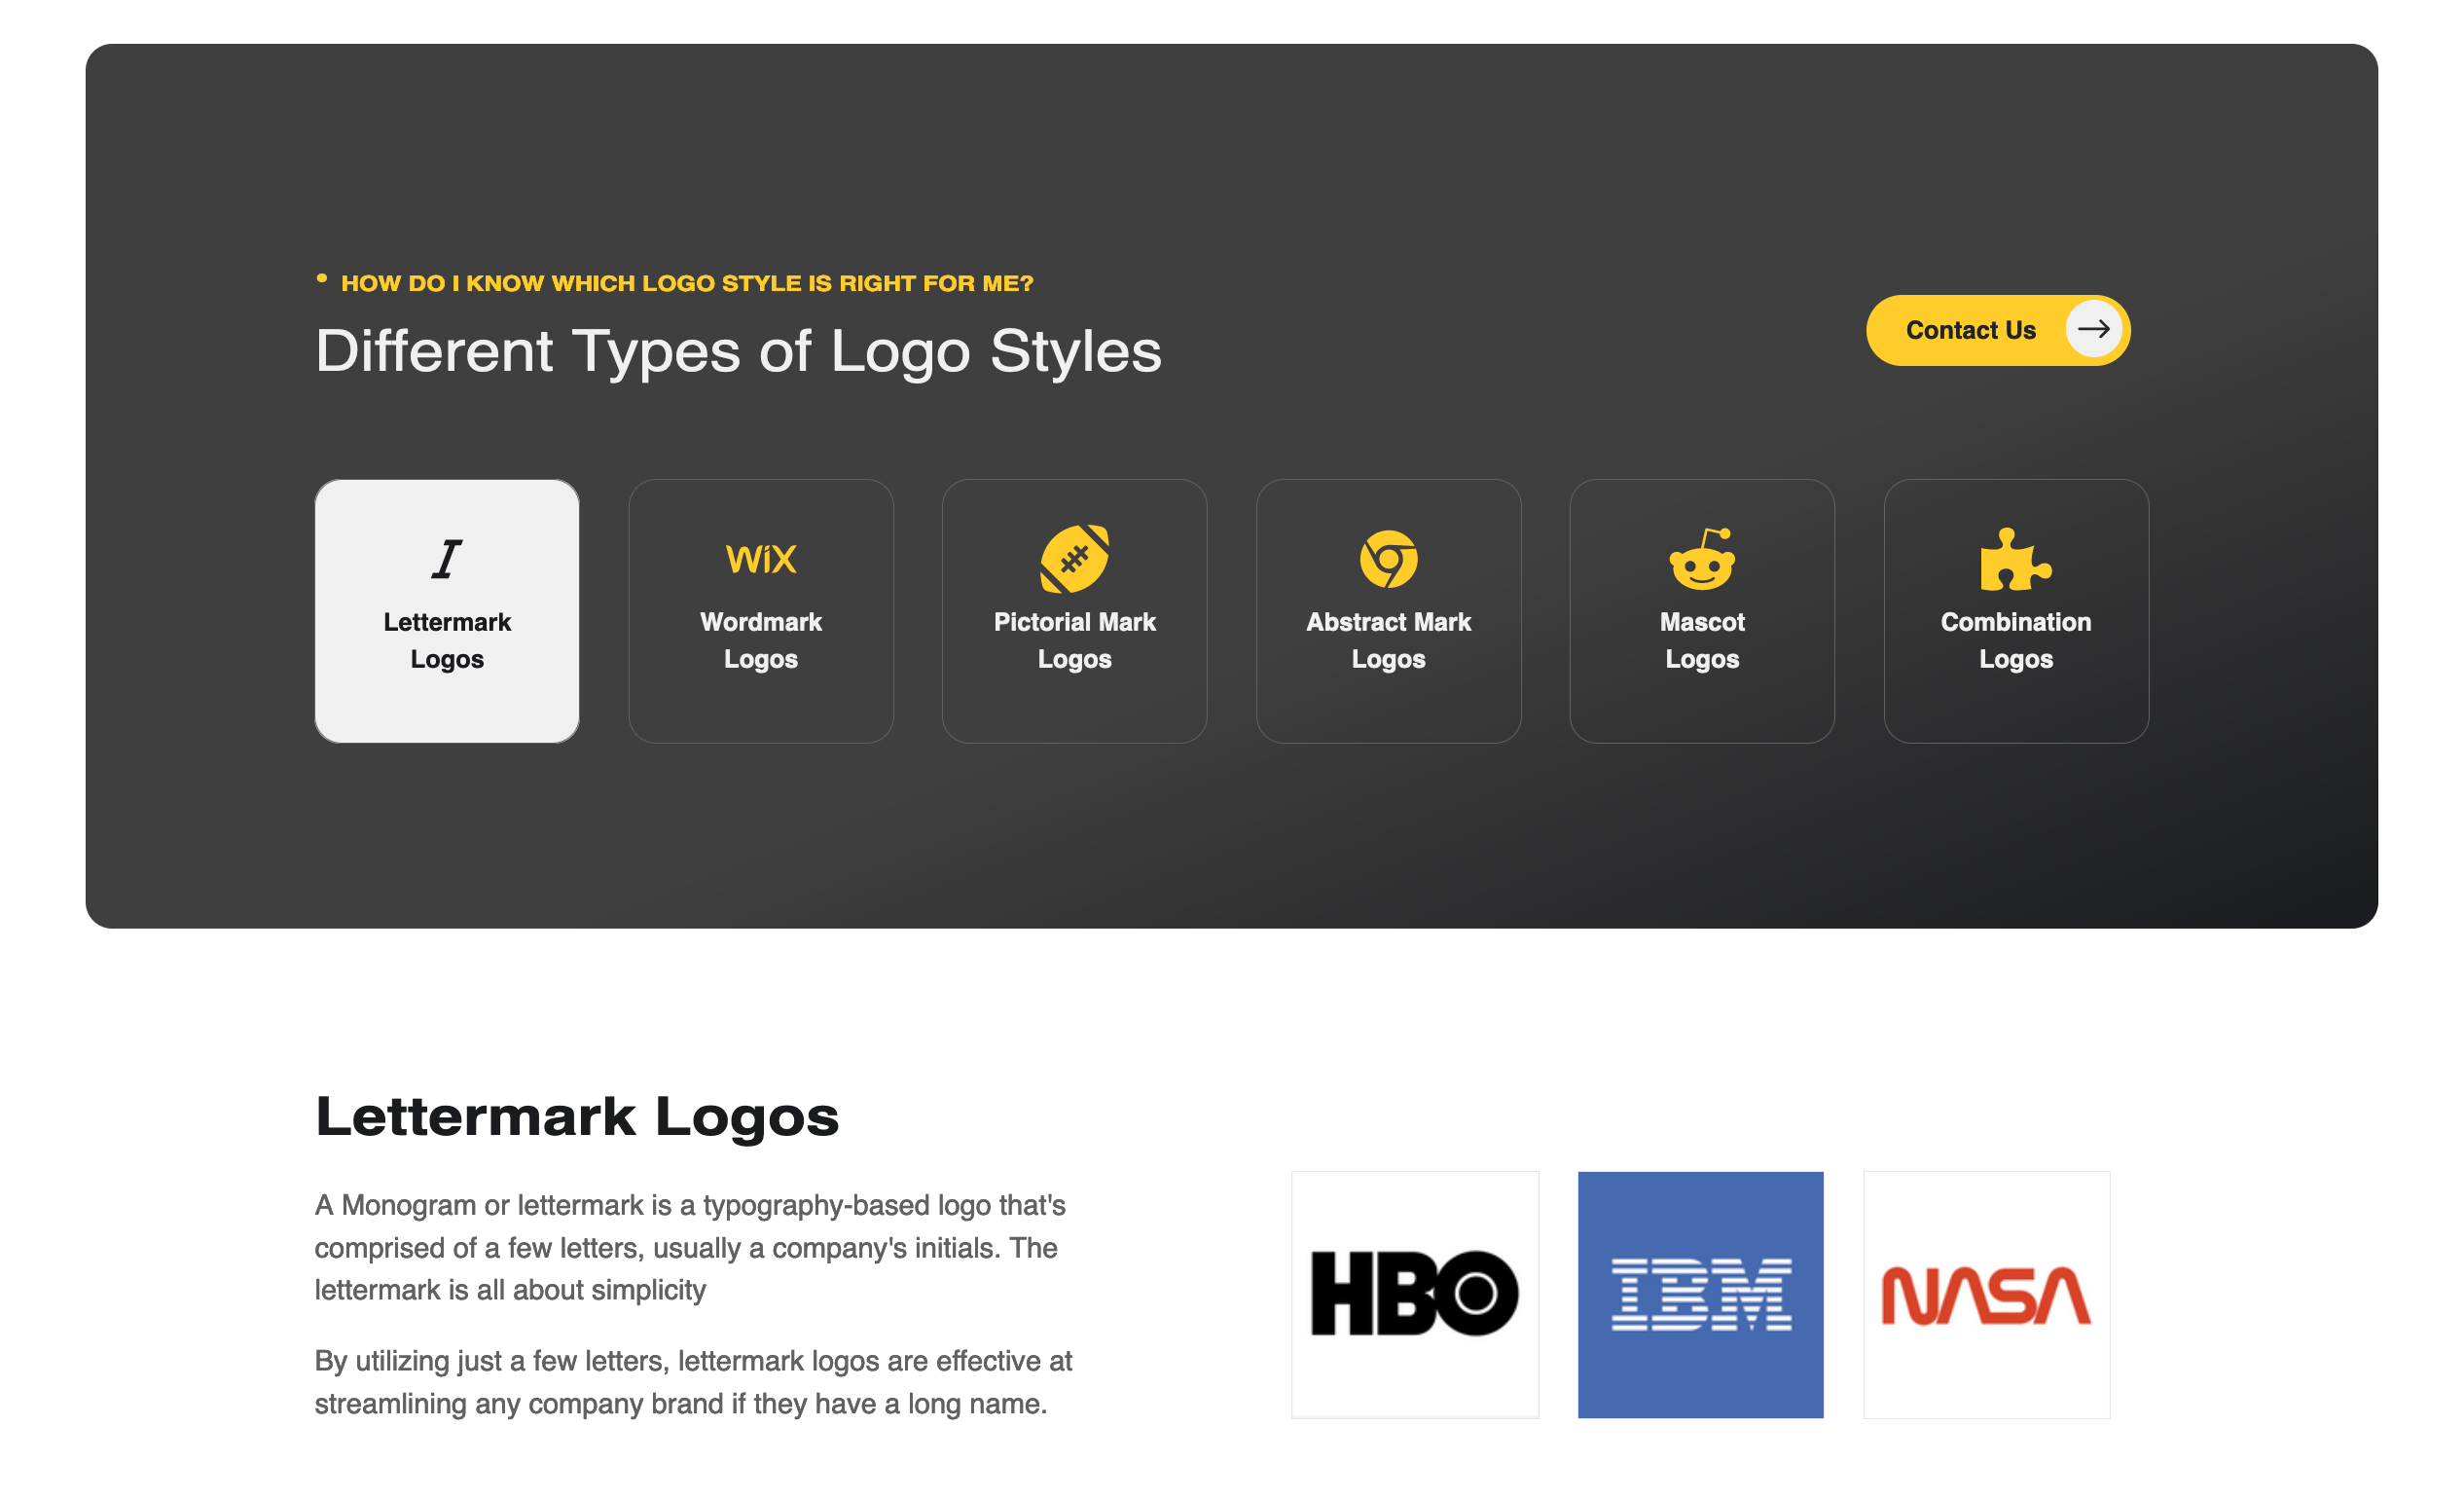 HOW DO I KNOW WHICH LOGO STYLE IS RIGHT FOR ME?
Different Types of Logo Styles
Contact Us
I
Lettermark
Logos
WiX
Wordmark
Logos
Pictorial Mark
Logos
Abstract Mark
Logos
Mascot
Logos
Combination
Logos
Lettermark Logos
A Monogram or lettermark is a typography-based logo that's
comprised of a few letters, usually a company's initials. The
lettermark is all about simplicity
By utilizing just a few letters, lettermark logos are effective at
streamlining any company brand if they have a long name.
HBO
IBM
NASA